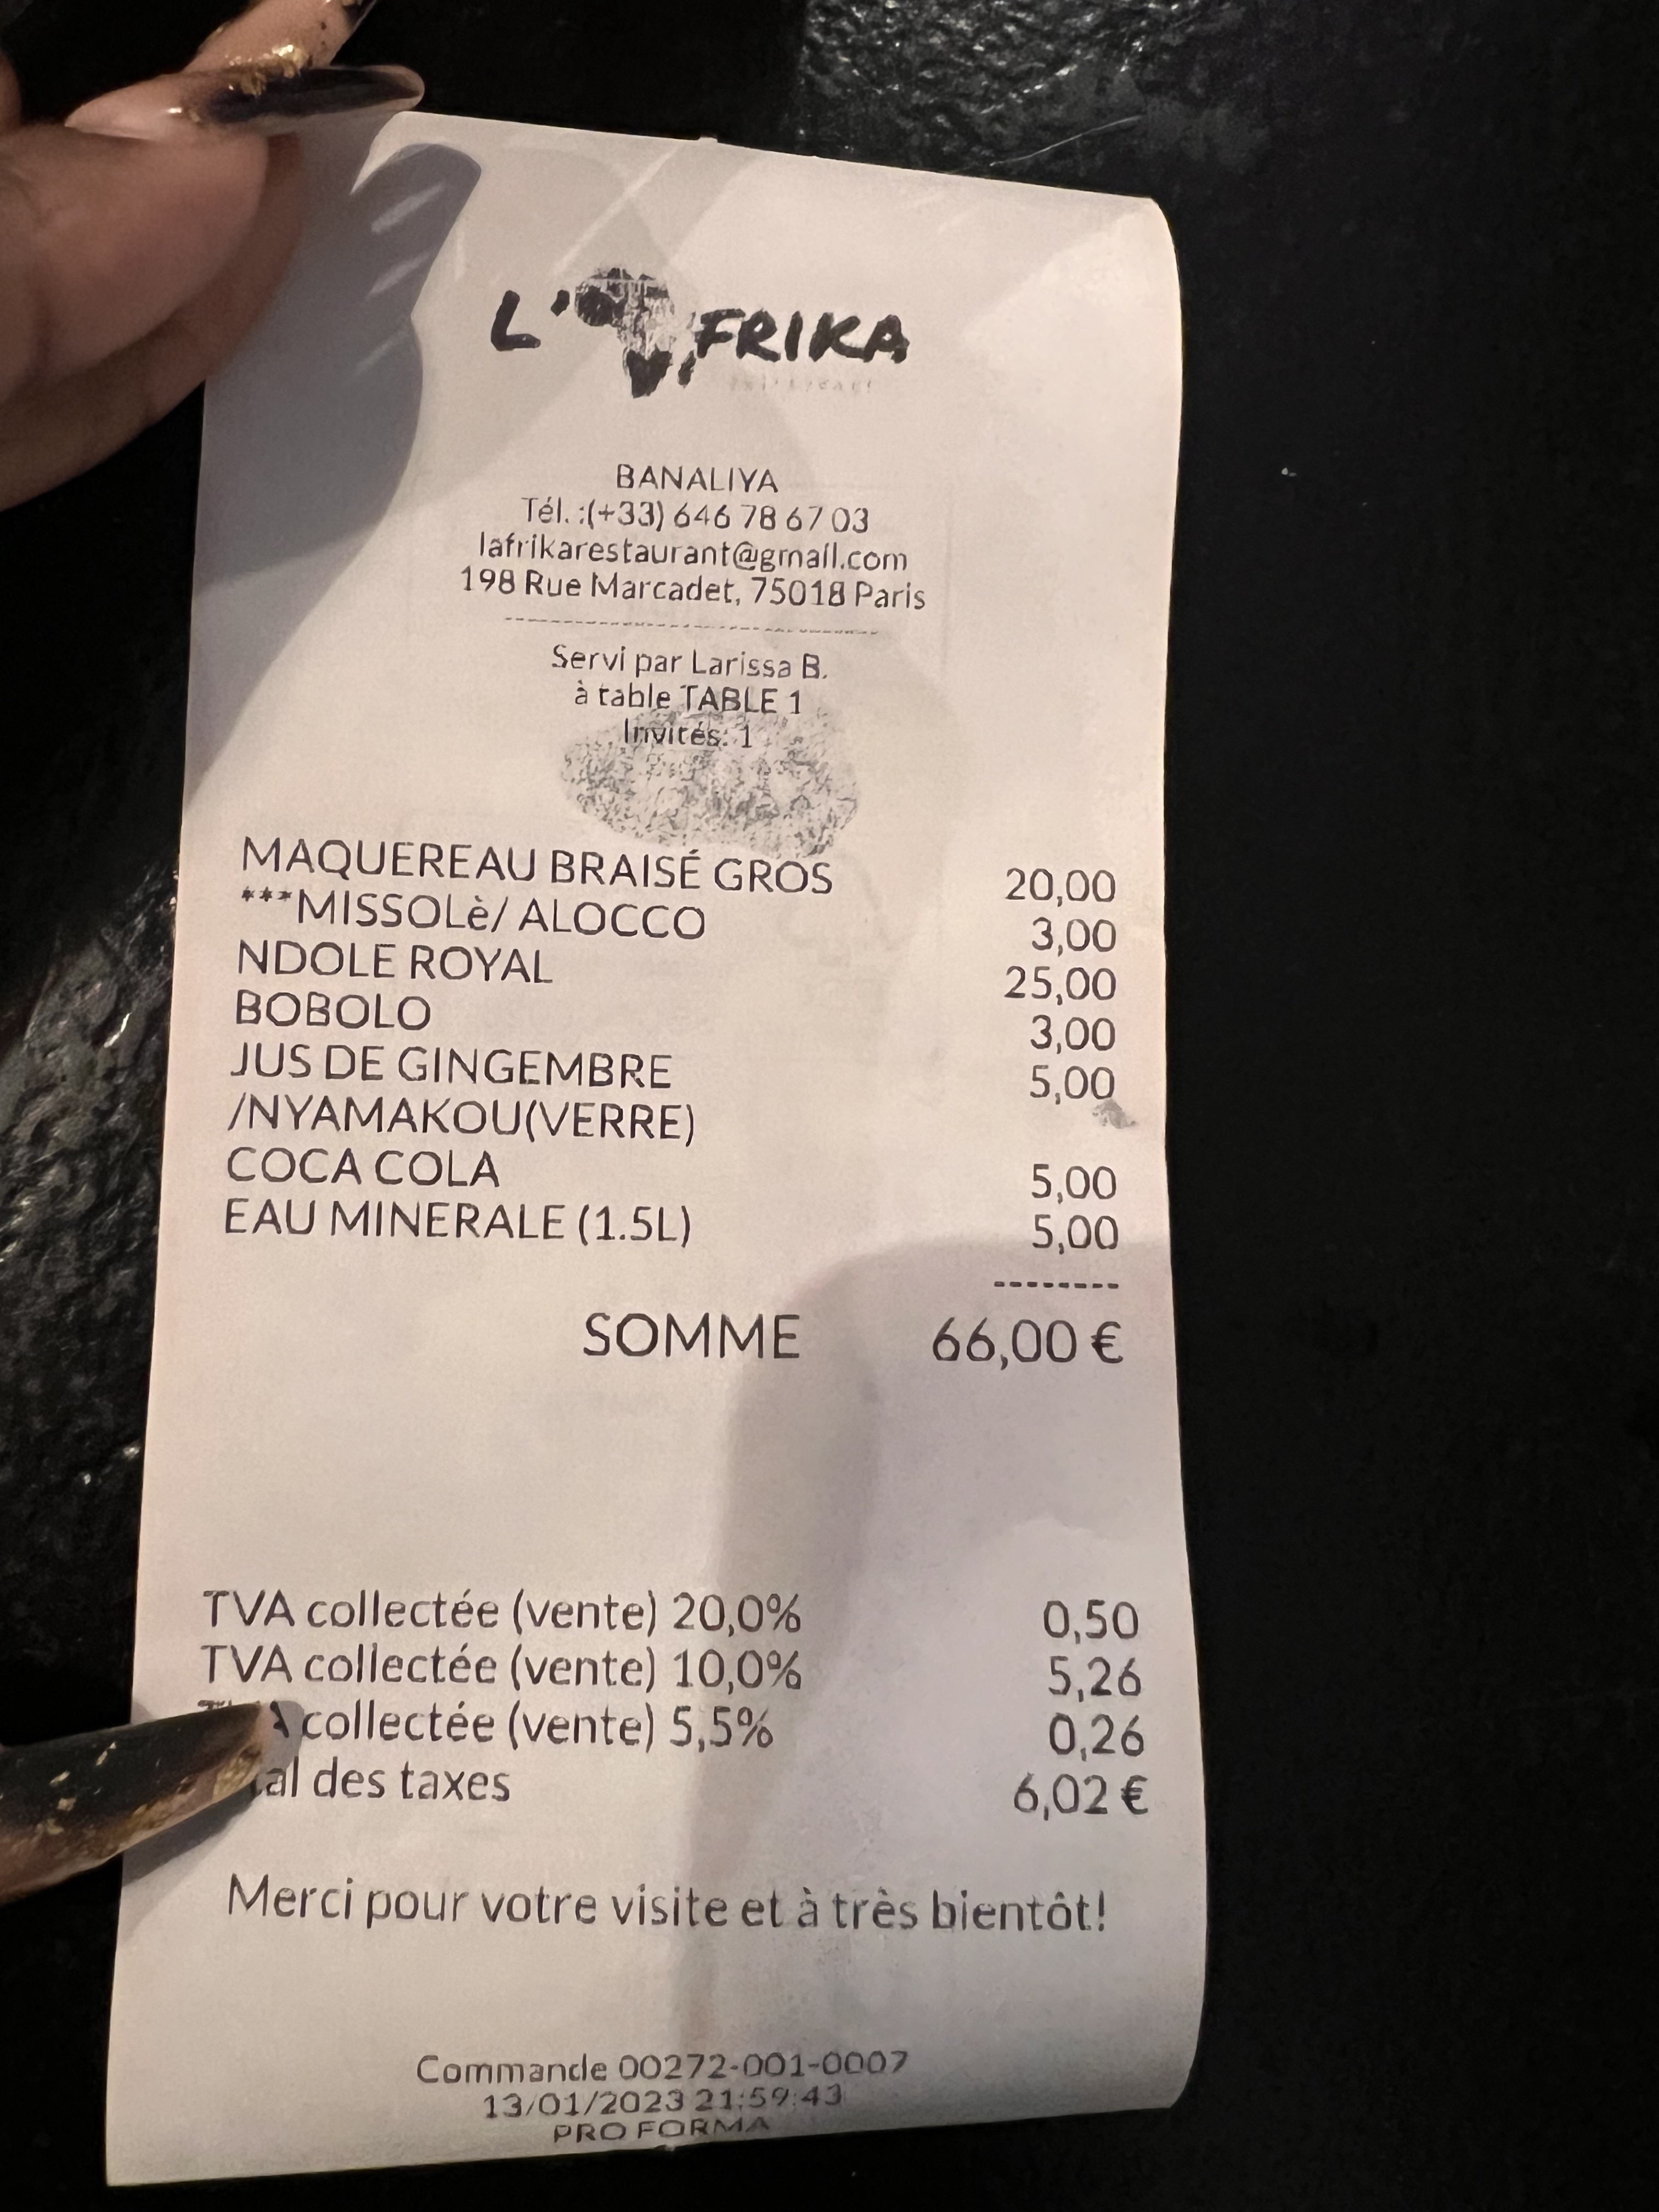 L'AFRIKA
BANALIYA
Tél. :(+33) 646 78 67 03
lafrikarestaurant@gmail.com
198 Rue Marcadet, 75018 Paris
--------------------------------
Servi par Larissa B.
à table TABLE 1
Invités: 1
MAQUEREAU BRAISÉ GROS 20,00
***MISSOLè/ ALOCCO 3,00
NDOLE ROYAL 25,00
BOBOLO 3,00
JUS DE GINGEMBRE 5,00
/NYAMAKOU(VERRE)
COCA COLA 5,00
EAU MINERALE (1.5L) 5,00
--------
SOMME 66,00 €
TVA collectée (vente) 20,0% 0,50
TVA collectée (vente) 10,0% 5,26
collectée (vente) 5,5% 0,26
des taxes 6,02 €
Merci pour votre visite et à très bientôt!
Commande 00272-001-0007
13/01/2023 21:59:43
PRO FORMA